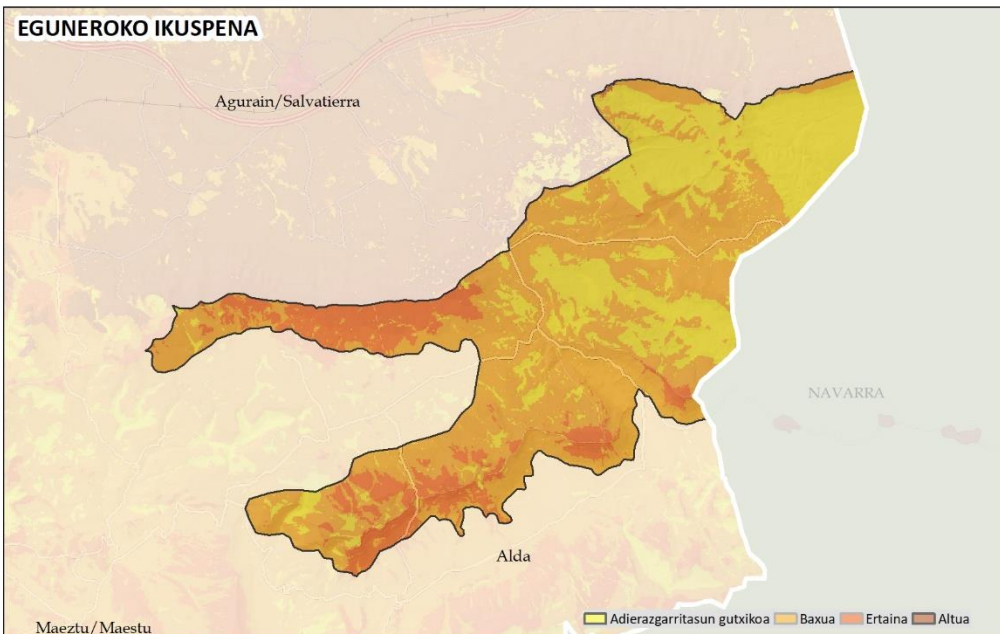 EGUNEROKO IKUSPENA
Agurain/Salvatierra
NAVARRA
Alda
Maeztu/Maestu
Adierazgarritasun gutxikoa Baxua Ertaina Altua